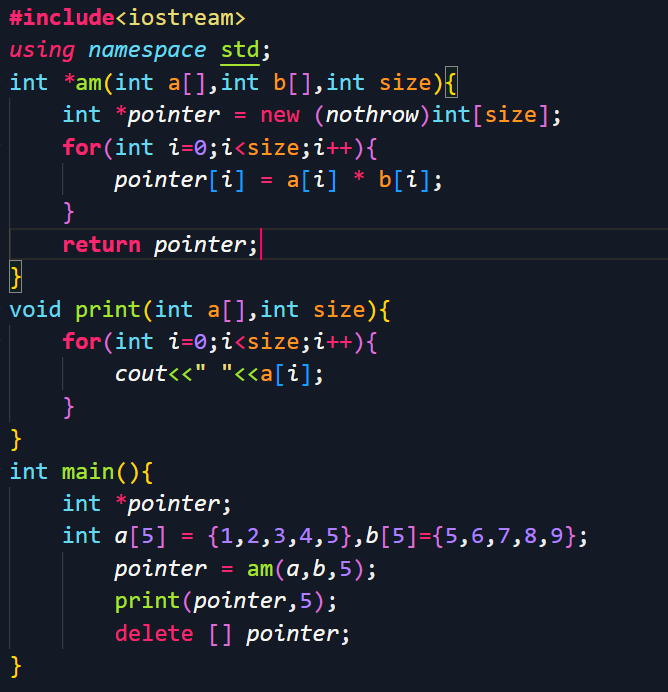 #include<iostream>
using namespace std;
int *am(int a[],int b[],int size){
    int *pointer = new (nothrow)int[size];
    for(int i=0;i<size;i++){
        pointer[i] = a[i] * b[i];
    }
    return pointer;
}
void print(int a[],int size){
    for(int i=0;i<size;i++){
        cout<<" "<<a[i];
    }
}
int main(){
    int *pointer;
    int a[5] = {1,2,3,4,5},b[5]={5,6,7,8,9};
        pointer = am(a,b,5);
        print(pointer,5);
        delete [] pointer;
}